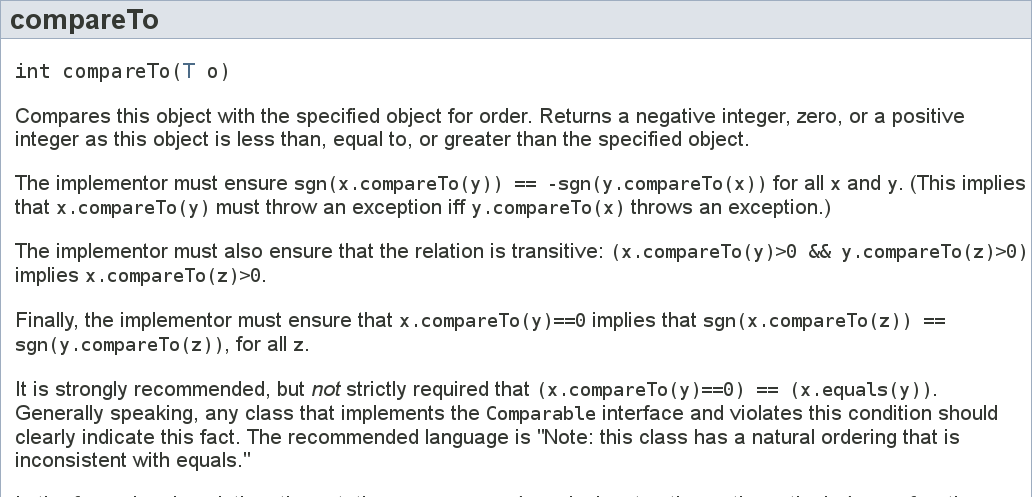 compareTo
int compareTo(T o)
Compares this object with the specified object for order. Returns a negative integer, zero, or a positive
integer as this object is less than, equal to, or greater than the specified object.
The implementor must ensure sgn(x.compareTo(y)) == -sgn(y.compareTo(x)) for all x and y. (This implies
that x.compareTo(y) must throw an exception iff y.compareTo(x) throws an exception.)
The implementor must also ensure that the relation is transitive: (x.compareTo(y)>0 && y.compareTo(z)>0)
implies x.compareTo(z)>0.
Finally, the implementor must ensure that x.compareTo(y)==0 implies that sgn(x.compareTo(z)) ==
sgn(y.compareTo(z)), for all z.
It is strongly recommended, but not strictly required that (x.compareTo(y)==0) == (x.equals(y)).
Generally speaking, any class that implements the Comparable interface and violates this condition should
clearly indicate this fact. The recommended language is "Note: this class has a natural ordering that is
inconsistent with equals."